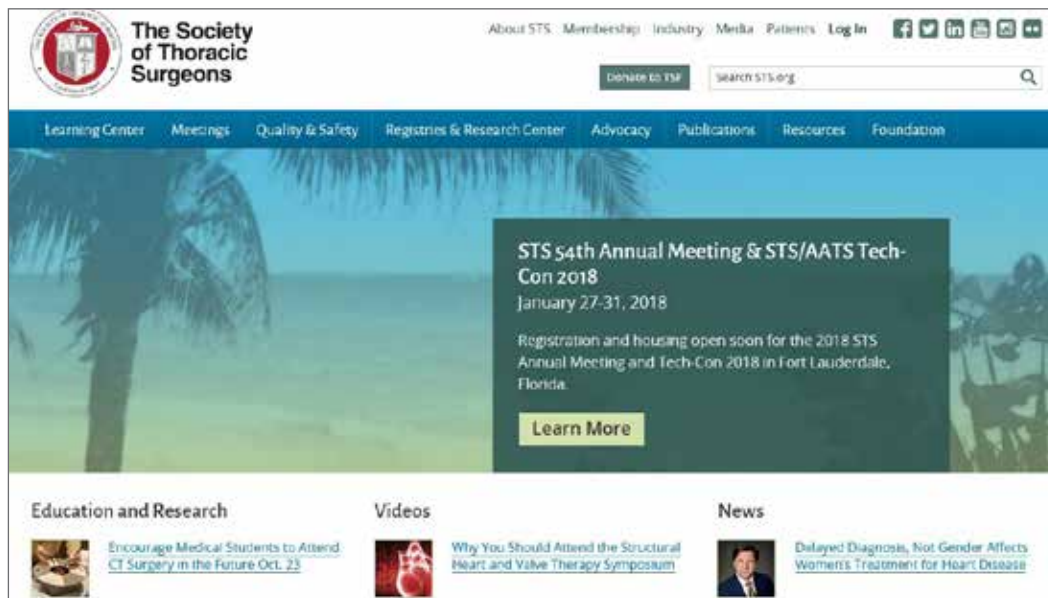 The Society
of Thoracic
Surgeons
About STS Membership Industry Media Patients Log In
Donate to TSF
Search STS.org
Learning Center Meetings Quality & Safety Registries & Research Center Advocacy Publications Resources Foundation
STS 54th Annual Meeting & STS/AATS Tech-
Con 2018
January 27-31, 2018
Registration and housing open soon for the 2018 STS
Annual Meeting and Tech-Con 2018 in Fort Lauderdale,
Florida.
Learn More
Education and Research
Encourage Medical Students to Attend
CT Surgery in the Future Oct. 23
Videos
Why You Should Attend the Structural
Heart and Valve Therapy Symposium
News
Delayed Diagnosis, Not Gender Affects
Women's Treatment for Heart Disease